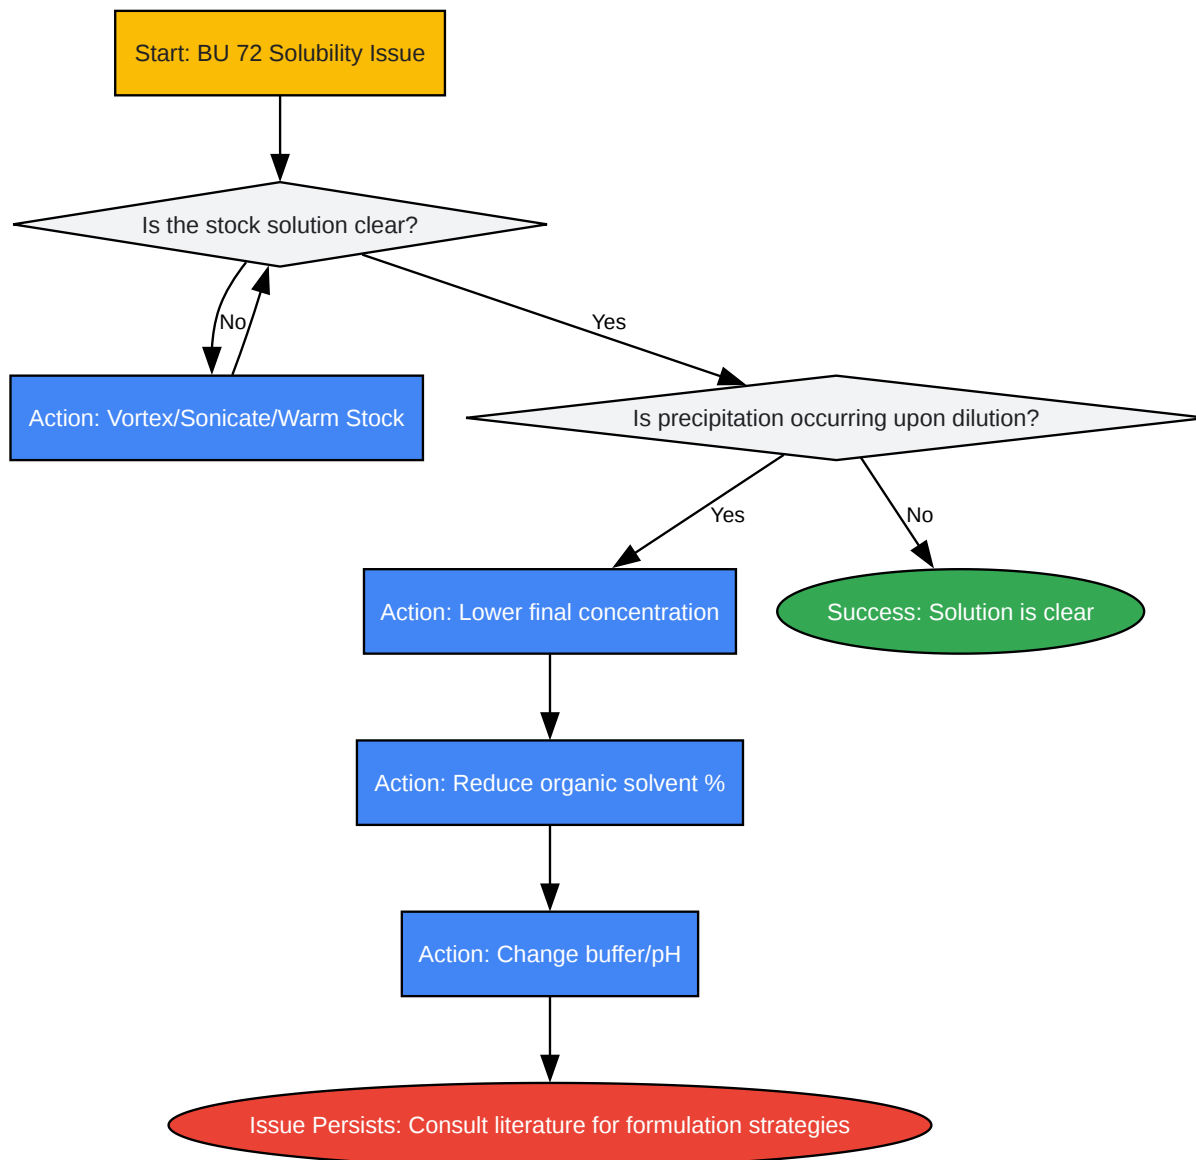 Start: BU 72 Solubility Issue
Is the stock solution clear?
No
Yes
Action: Vortex/Sonicate/Warm Stock
Is precipitation occurring upon dilution?
Yes
No
Action: Lower final concentration
Success: Solution is clear
Action: Reduce organic solvent %
Action: Change buffer/pH
Issue Persists: Consult literature for formulation strategies